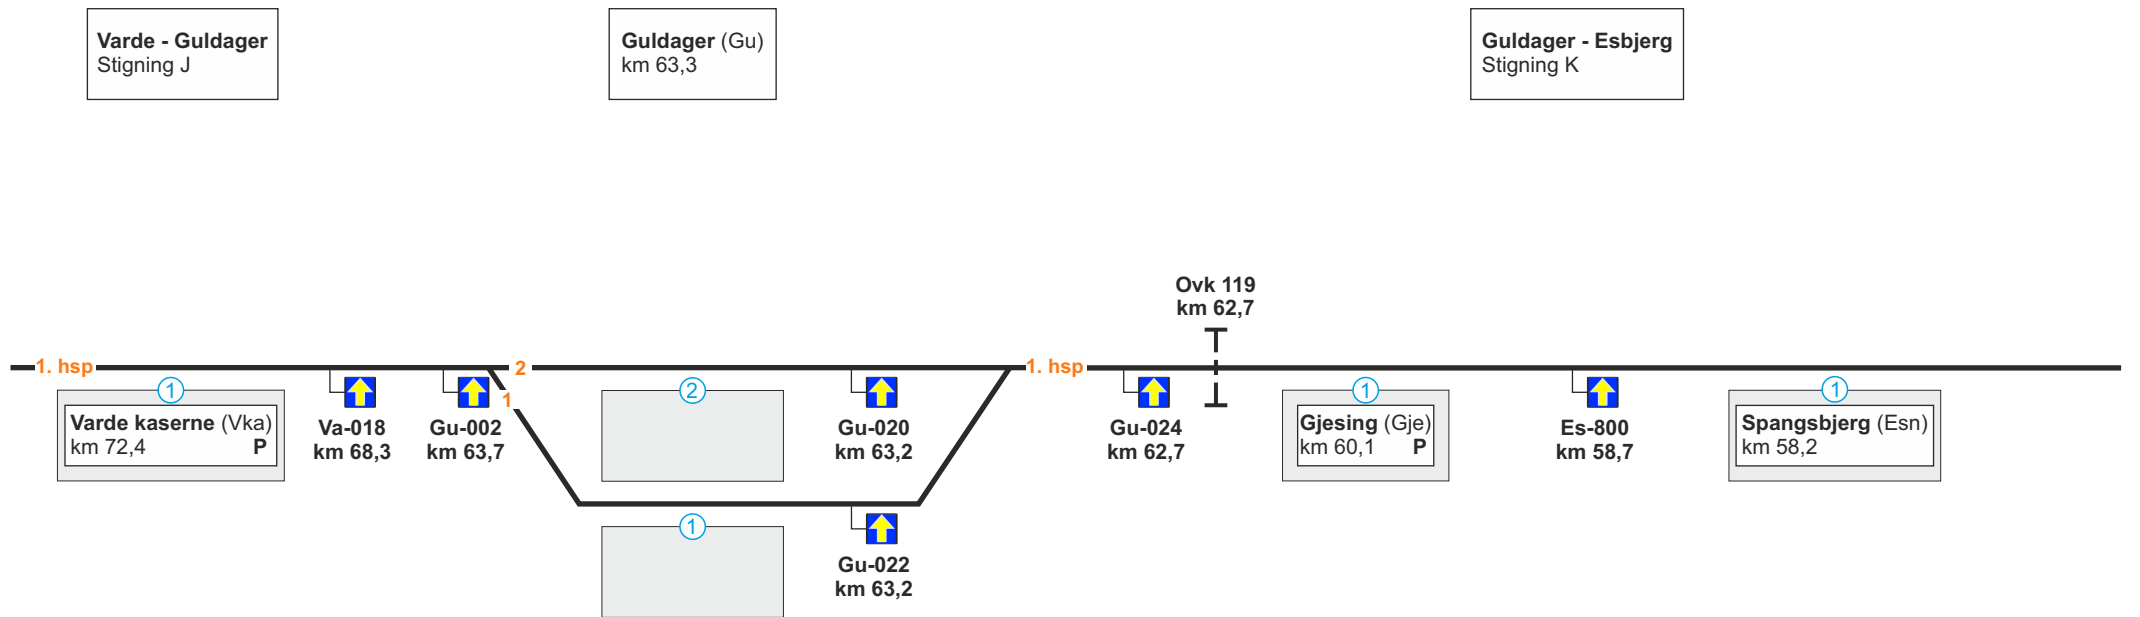 Varde - Guldager
Stigning J
Guldager (Gu)
km 63,3
Guldager - Esbjerg
Stigning K
Ovk 119
km 62,7
1. hsp
2
1. hsp
1
1
Varde kaserne (Vka)
km 72,4 P
Va-018
km 68,3
Gu-002
km 63,7
2
Gu-020
km 63,2
Gu-024
km 62,7
1
Gjesing (Gje)
km 60,1 P
Es-800
km 58,7
1
Spangsbjerg (Esn)
km 58,2
1
Gu-022
km 63,2